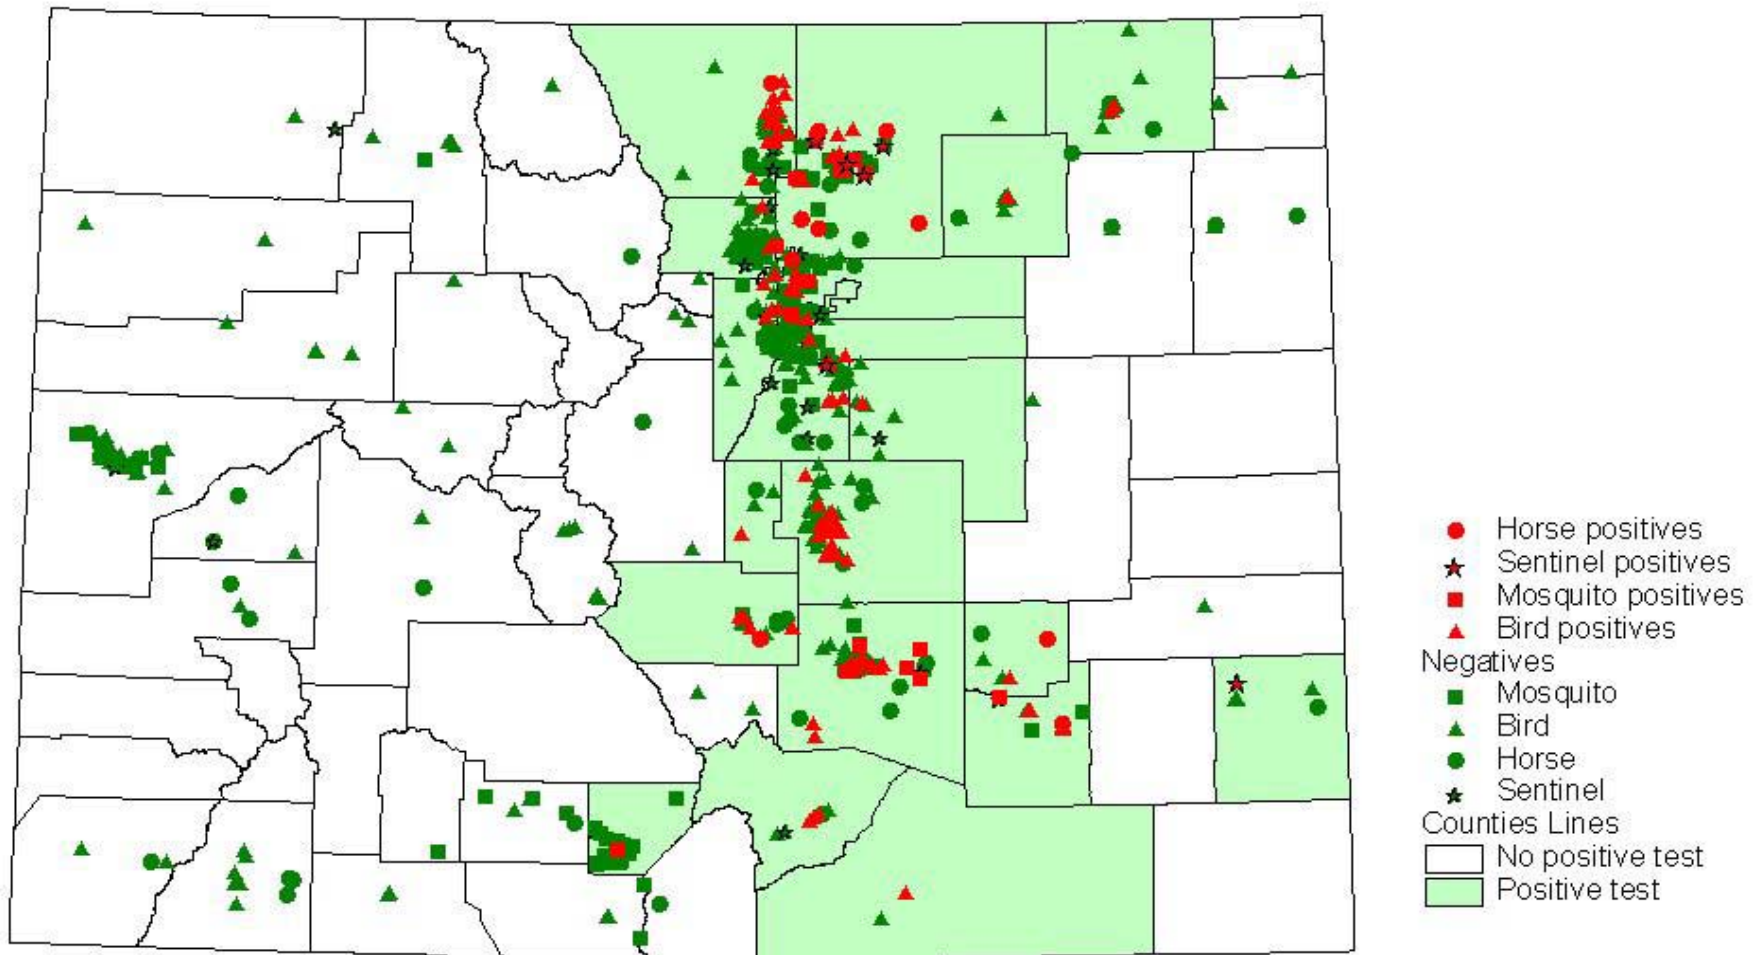 Horse positives
Sentinel positives
Mosquito positives
Bird positives
Negatives
Mosquito
Bird
Horse
Sentinel
Counties Lines
No positive test
Positive test